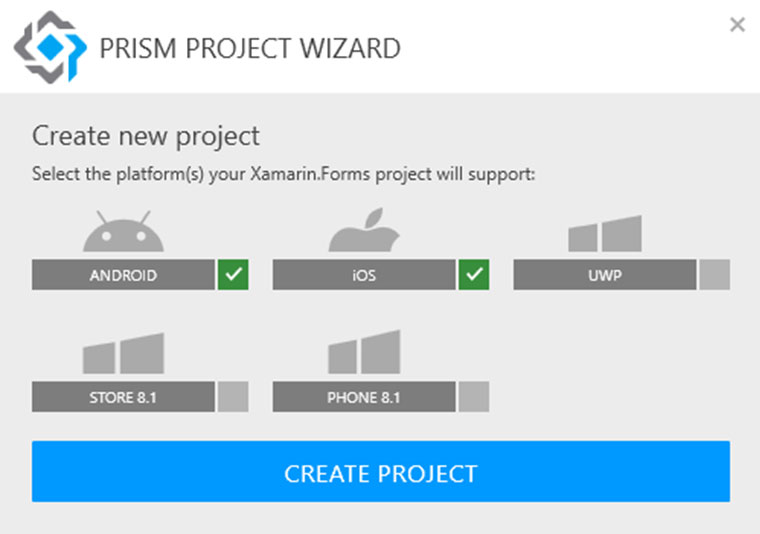 PRISM PROJECT WIZARD
Create new project
Select the platform(s) your Xamarin.Forms project will support:
ANDROID
iOS
UWP
STORE 8.1
PHONE 8.1
CREATE PROJECT